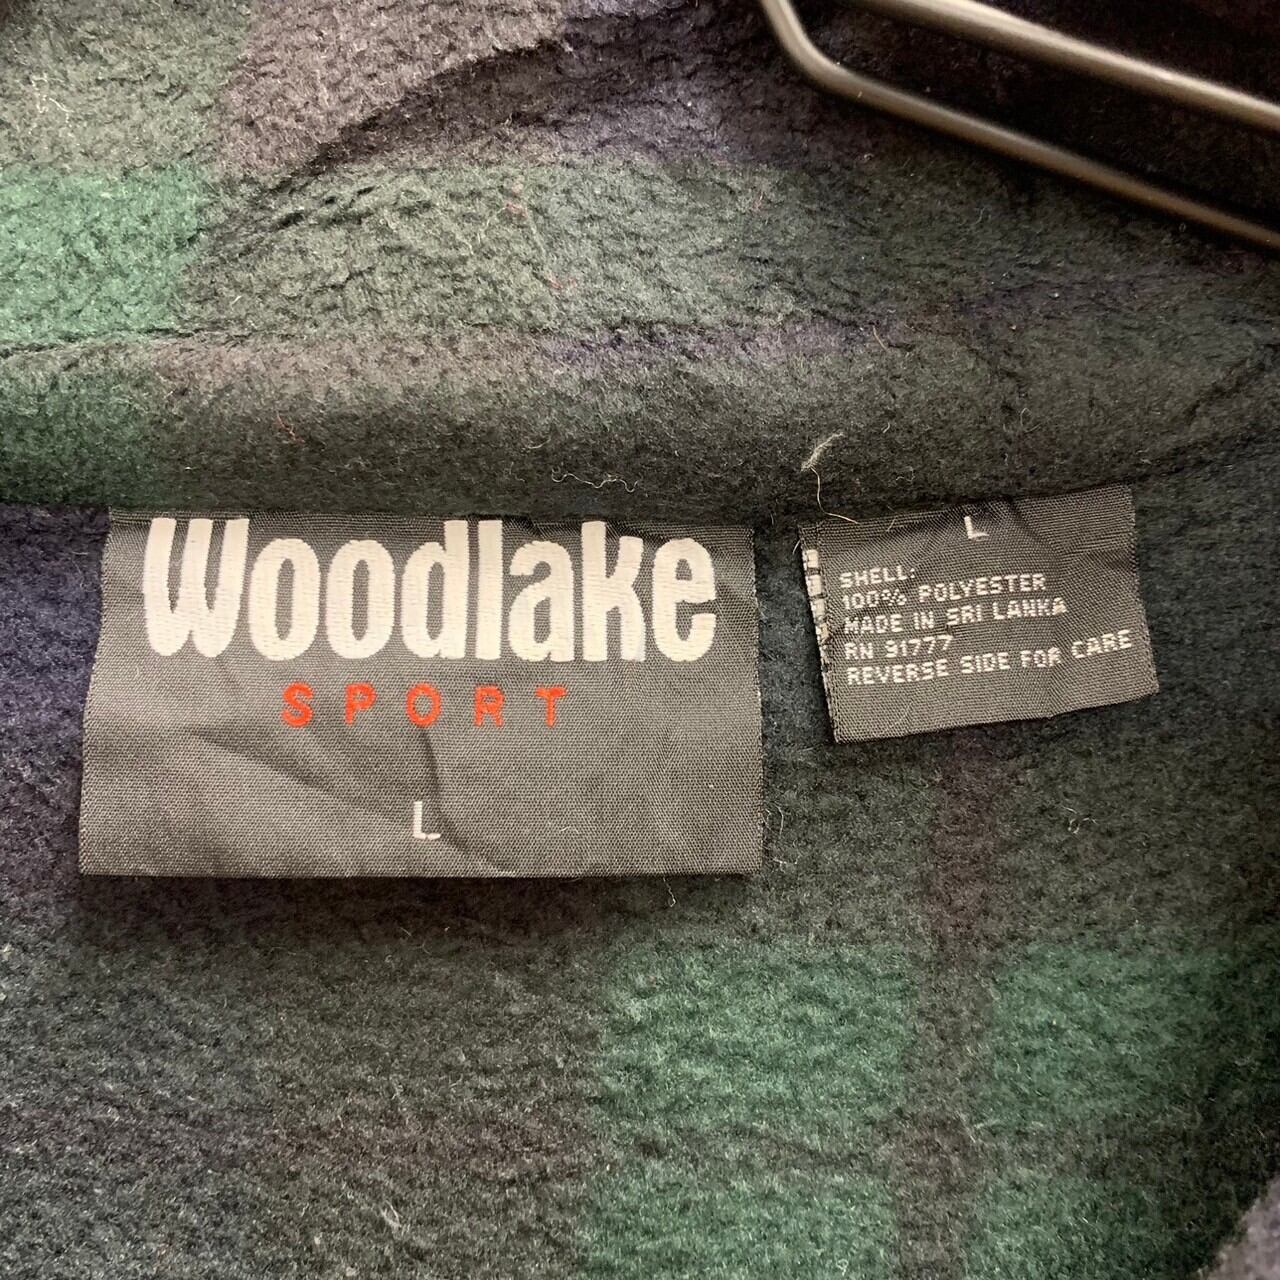 Woodlake
SPORT
L
L
SHELL:
100% POLYESTER
MADE IN SRI LANKA
RN 91777
REVERSE SIDE FOR CARE